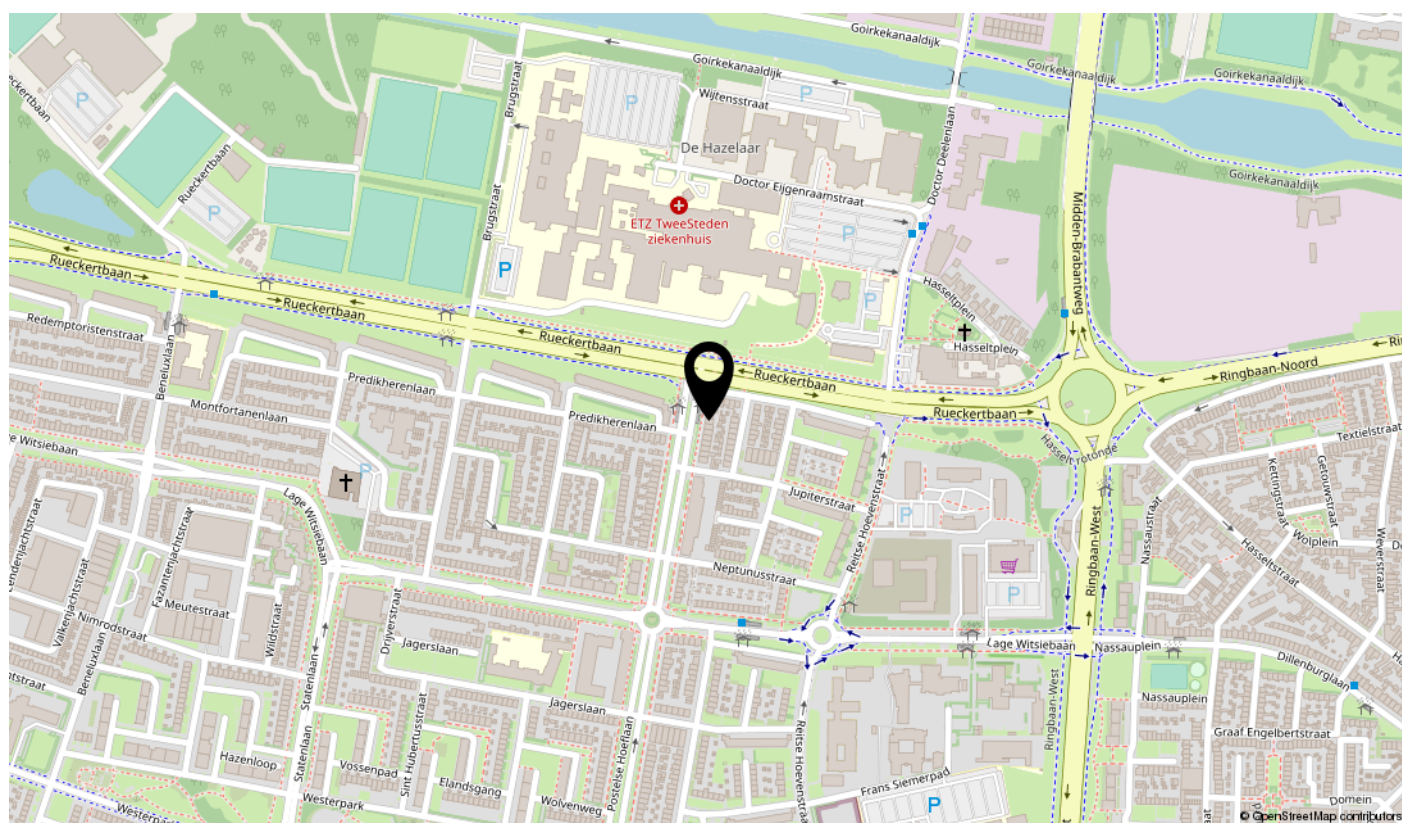 Goirkekanaaldijk
Goirkekanaaldijk
Goirkekanaaldijk
Goirkekanaaldijk
Goirkekanaaldijk
Brugstraat
Wijtensstraat
P
P
P
De Hazelaar
Doctor Deelenlaan
Rueckertbaan
Doctor Eijgenraamstraat
Midden-Brabantweg
P
ETZ TweeSteden
ziekenhuis
P
Brugstraat
Rueckertbaan
P
P
Hasseltplein
Rueckertbaan
Rueckertbaan
Redemptoristenstraat
Beneluxlaan
Rueckertbaan
Hasseltplein
Ringbaan-Noord
Rueckertbaan
Predikherenlaan
Rueckertbaan
Montfortanenlaan
Predikherenlaan
Hasselt rotonde
Textielstraat
Lage Witsiebaan
P
Kettingstraat
Getouwstraat
Jupiterstraat
Reitse Hoevenstraat
Lage Witsiebaan
P
Nassaustraat
Ringbaan-West
Wolplein
Weverstraat
Hasseltstraat
Valkenjachtstraat
Fazantenjachtstraat
Neptunusstraat
P
Meutestraat
Wildstraat
Drijverstraat
Nimrodstraat
Jagerslaan
Lage Witsiebaan
Nassauplein
Dillenburglaan
Beneluxlaan
Statenlaan
Nassauplein
Jagerslaan
Ringbaan-West
Graaf Engelbertstraat
Sint Hubertusstraat
Postelse Hoeflaan
Reitse Hoevenstraat
Hazenloop
Statenlaan
Vossenpad
Elandsgang
Frans Siemerpad
Westerpark
Wolvenweg
P
Domein
© OpenStreetMap contributors